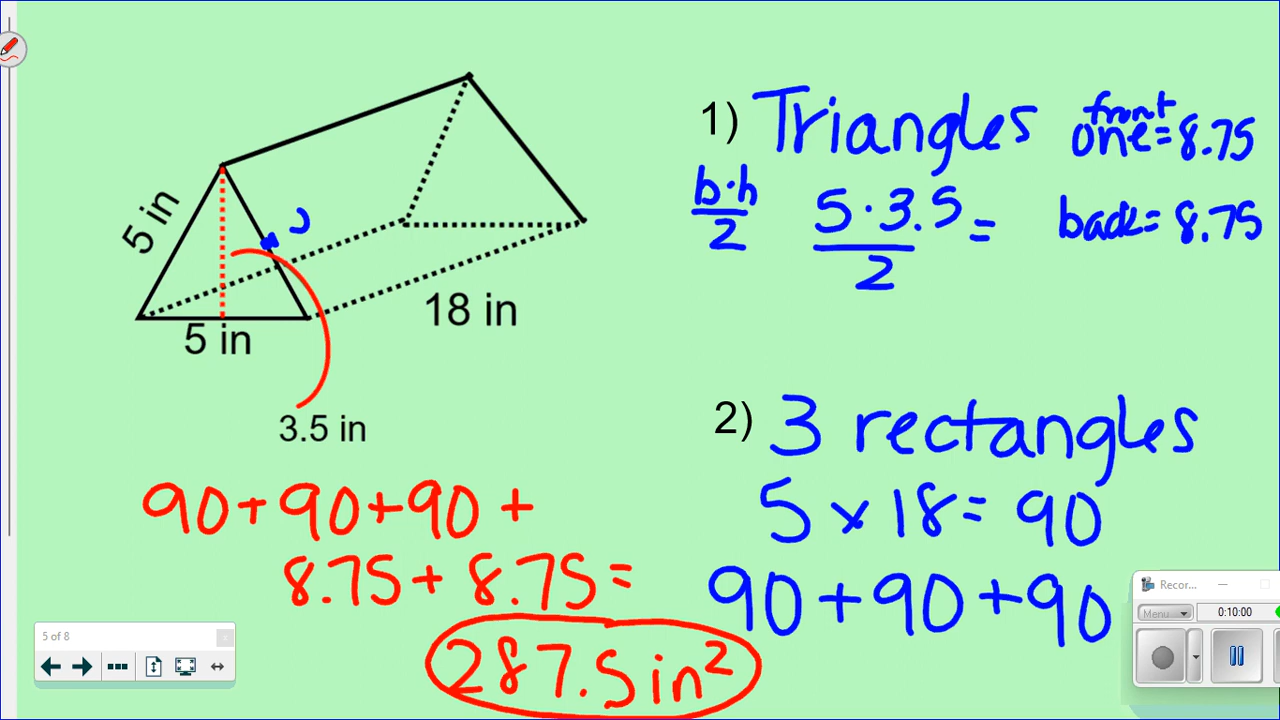 5 in
5 in
18 in
3.5 in
1) Triangles
front
one = 8.75
b·h
2
5·3.5 =
2
back = 8.75
2) 3 rectangles
5 x 18 = 90
90+90+90
90+90+90 +
8.75+8.75=
287.5 in²
5 of 8
Recor...
Menu
0:10:00